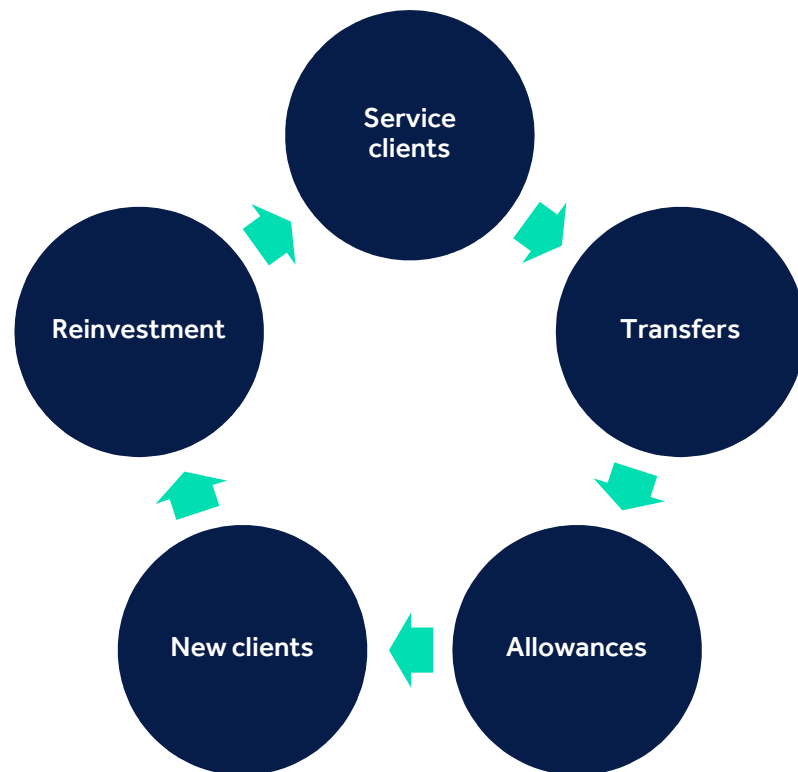 Service
clients
Transfers
Allowances
New clients
Reinvestment